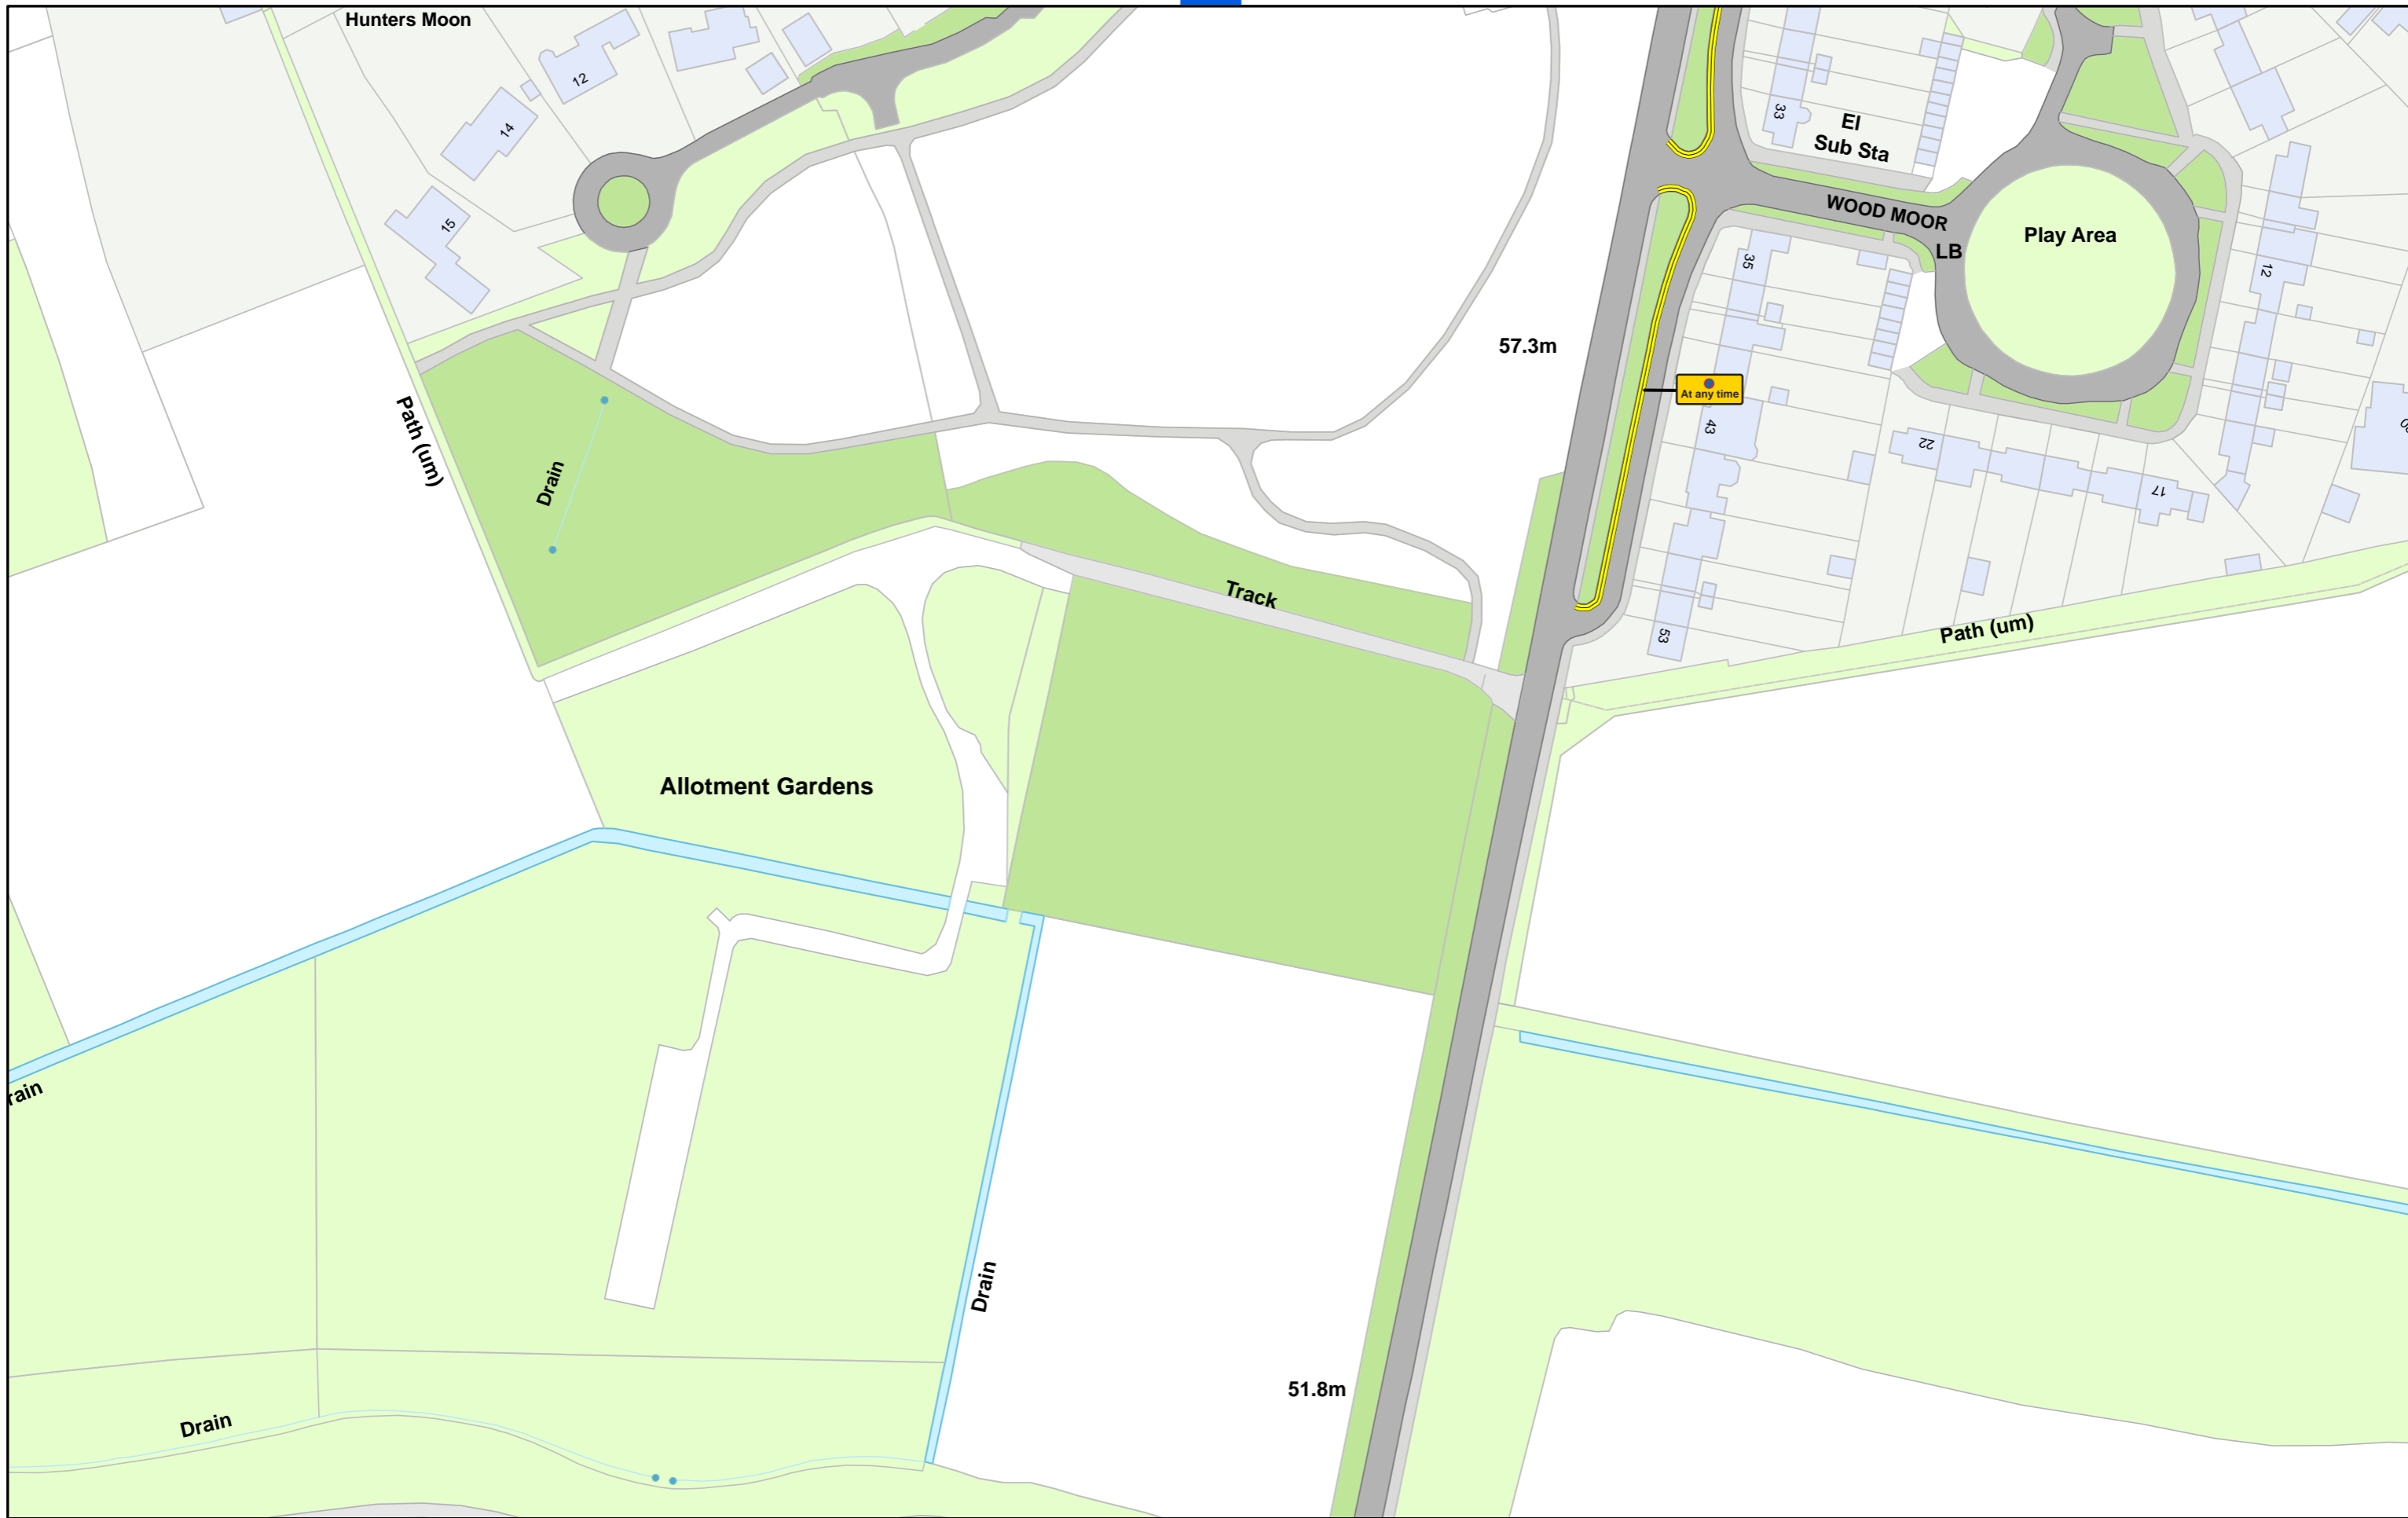 Hunters Moon
12
14
15
33
El
Sub Sta
WOOD MOOR
LB
Play Area
35
12
57.3m
At any time
43
22
17
53
Path (um)
Drain
Track
Path (um)
Allotment Gardens
rain
Drain
51.8m
Drain